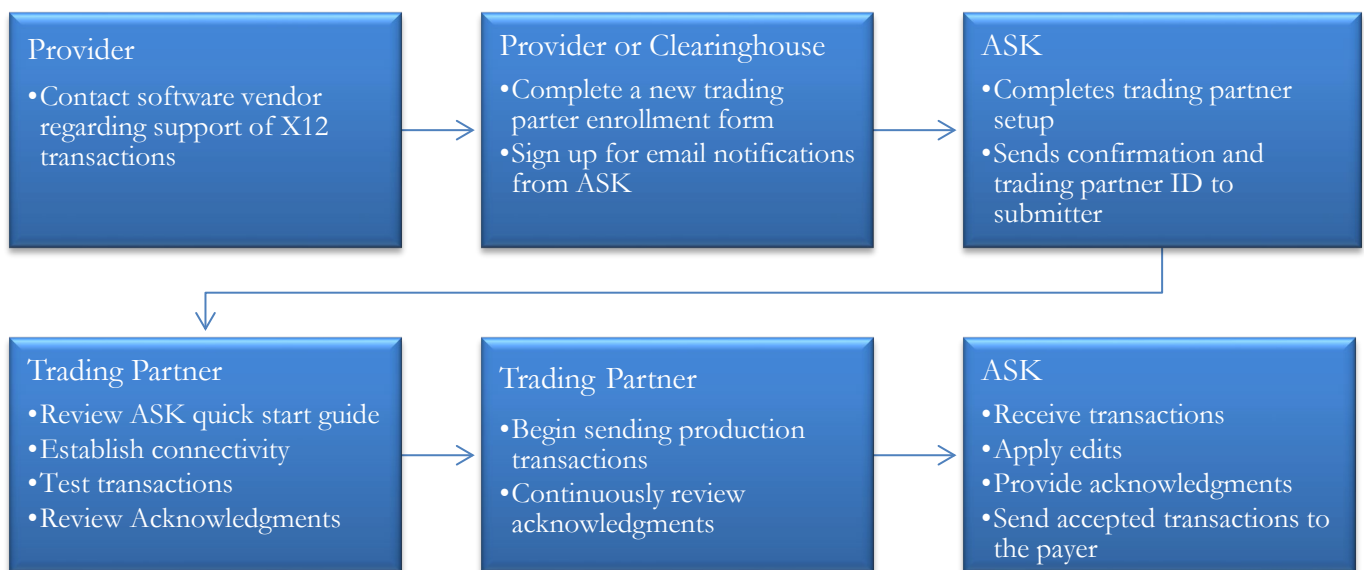 Provider
•Contact software vendor
regarding support of X12
transactions
Provider or Clearinghouse
•Complete a new trading
parter enrollment form
•Sign up for email notifications
from ASK
ASK
•Completes trading partner
setup
•Sends confirmation and
trading partner ID to
submitter
Trading Partner
•Review ASK quick start guide
•Establish connectivity
•Test transactions
•Review Acknowledgments
Trading Partner
•Begin sending production
transactions
•Continuously review
acknowledgments
ASK
•Receive transactions
•Apply edits
•Provide acknowledgments
•Send accepted transactions to
the payer